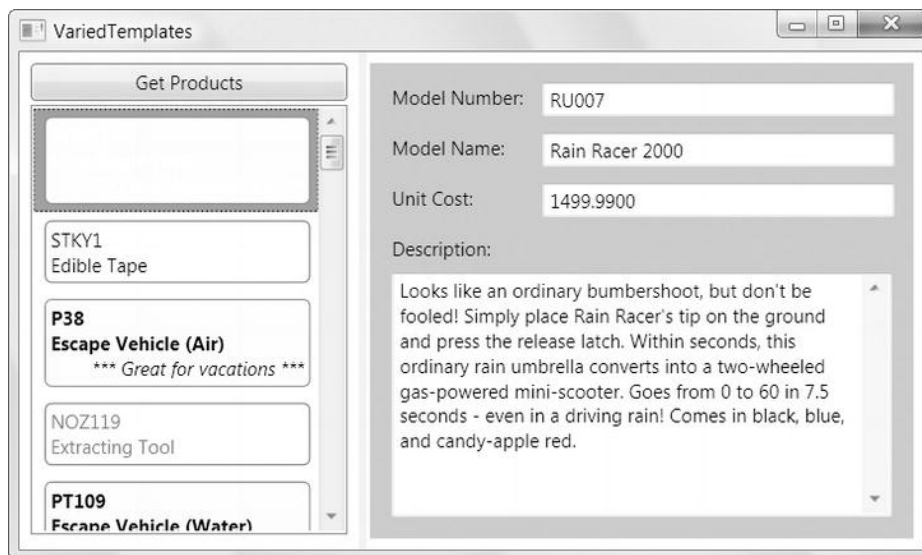 VariedTemplates
Get Products
STKY1
Edible Tape
P38
Escape Vehicle (Air)
*** Great for vacations ***
NOZ119
Extracting Tool
PT109
Escape Vehicle (Water)
Model Number: RU007
Model Name: Rain Racer 2000
Unit Cost: 1499.9900
Description:
Looks like an ordinary bumbershoot, but don't be
fooled! Simply place Rain Racer's tip on the ground
and press the release latch. Within seconds, this
ordinary rain umbrella converts into a two-wheeled
gas-powered mini-scooter. Goes from 0 to 60 in 7.5
seconds - even in a driving rain! Comes in black, blue,
and candy-apple red.